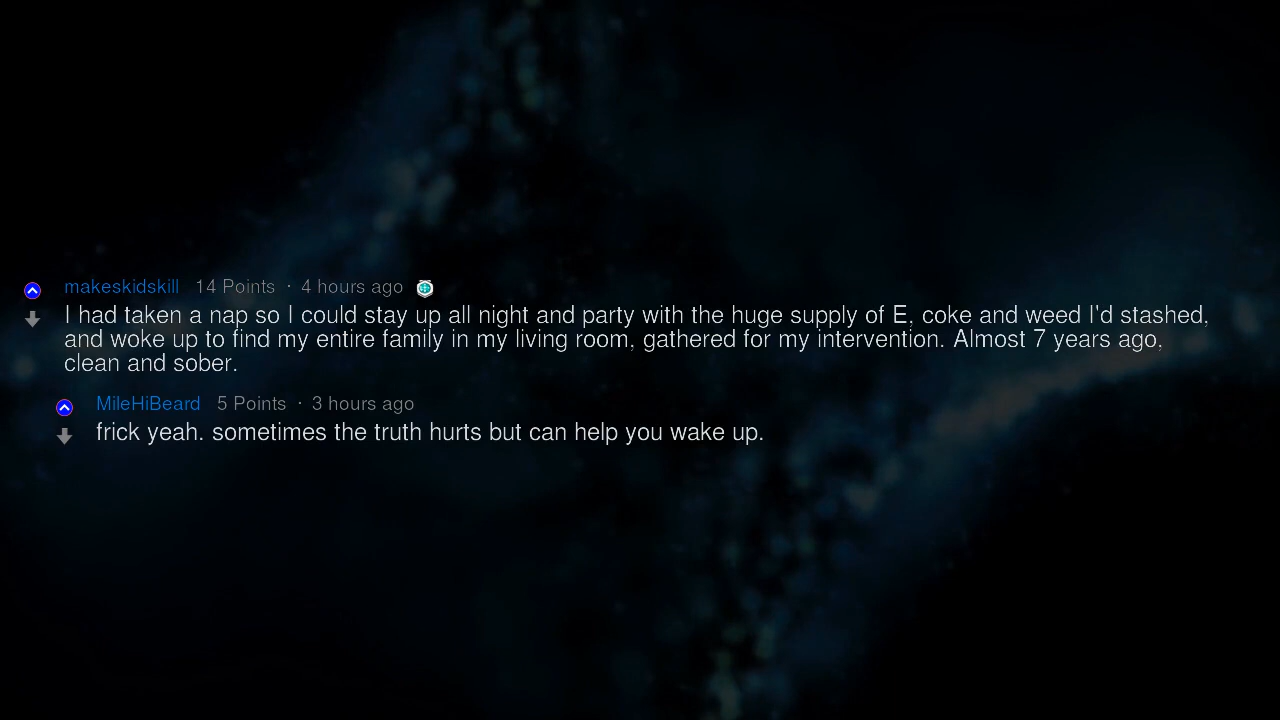 makeskidskill 14 Points · 4 hours ago
I had taken a nap so I could stay up all night and party with the huge supply of E, coke and weed I'd stashed,
and woke up to find my entire family in my living room, gathered for my intervention. Almost 7 years ago,
clean and sober.
MileHiBeard 5 Points · 3 hours ago
frick yeah. sometimes the truth hurts but can help you wake up.